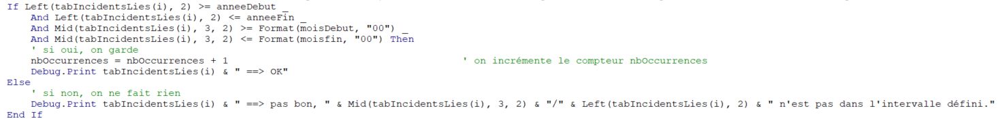 If Left(tabIncidentsLies(i), 2) >= anneeDebut _
    And Left(tabIncidentsLies(i), 2) <= anneeFin _
    And Mid(tabIncidentsLies(i), 3, 2) >= Format(moisDebut, "00") _
    And Mid(tabIncidentsLies(i), 3, 2) <= Format(moisfin, "00") Then
    ' si oui, on garde
    nbOccurrences = nbOccurrences + 1                                          ' on incrémente le compteur nbOccurrences
    Debug.Print tabIncidentsLies(i) & " ==> OK"
Else
    ' si non, on ne fait rien
    Debug.Print tabIncidentsLies(i) & " ==> pas bon, " & Mid(tabIncidentsLies(i), 3, 2) & "/" & Left(tabIncidentsLies(i), 2) & " n'est pas dans l'intervalle défini."
End If